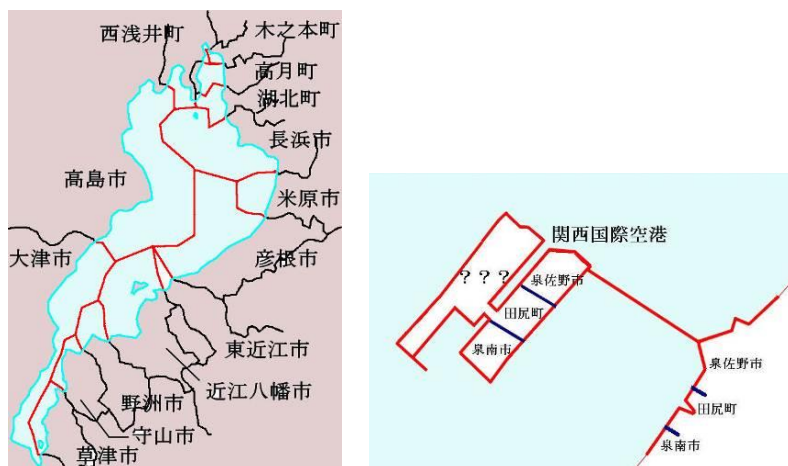 西浅井町
木之本町
高月町
湖北町
長浜市
高島市
米原市
大津市
彦根市
東近江市
近江八幡市
野洲市
守山市
草津市
関西国際空港
???
泉佐野市
田尻町
泉南市
泉佐野市
田尻町
泉南市